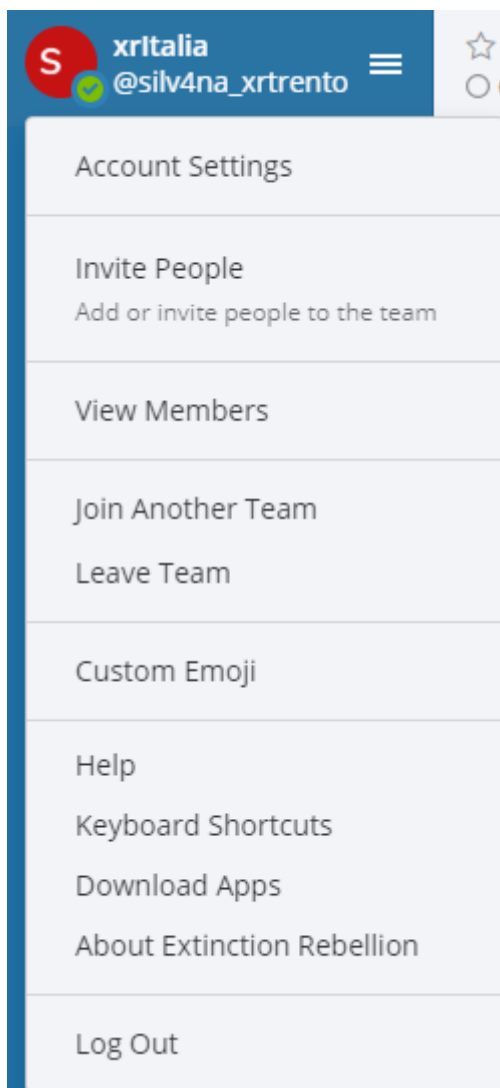 S
xrItalia
@silv4na_xrtrento
Account Settings
Invite People
Add or invite people to the team
View Members
Join Another Team
Leave Team
Custom Emoji
Help
Keyboard Shortcuts
Download Apps
About Extinction Rebellion
Log Out